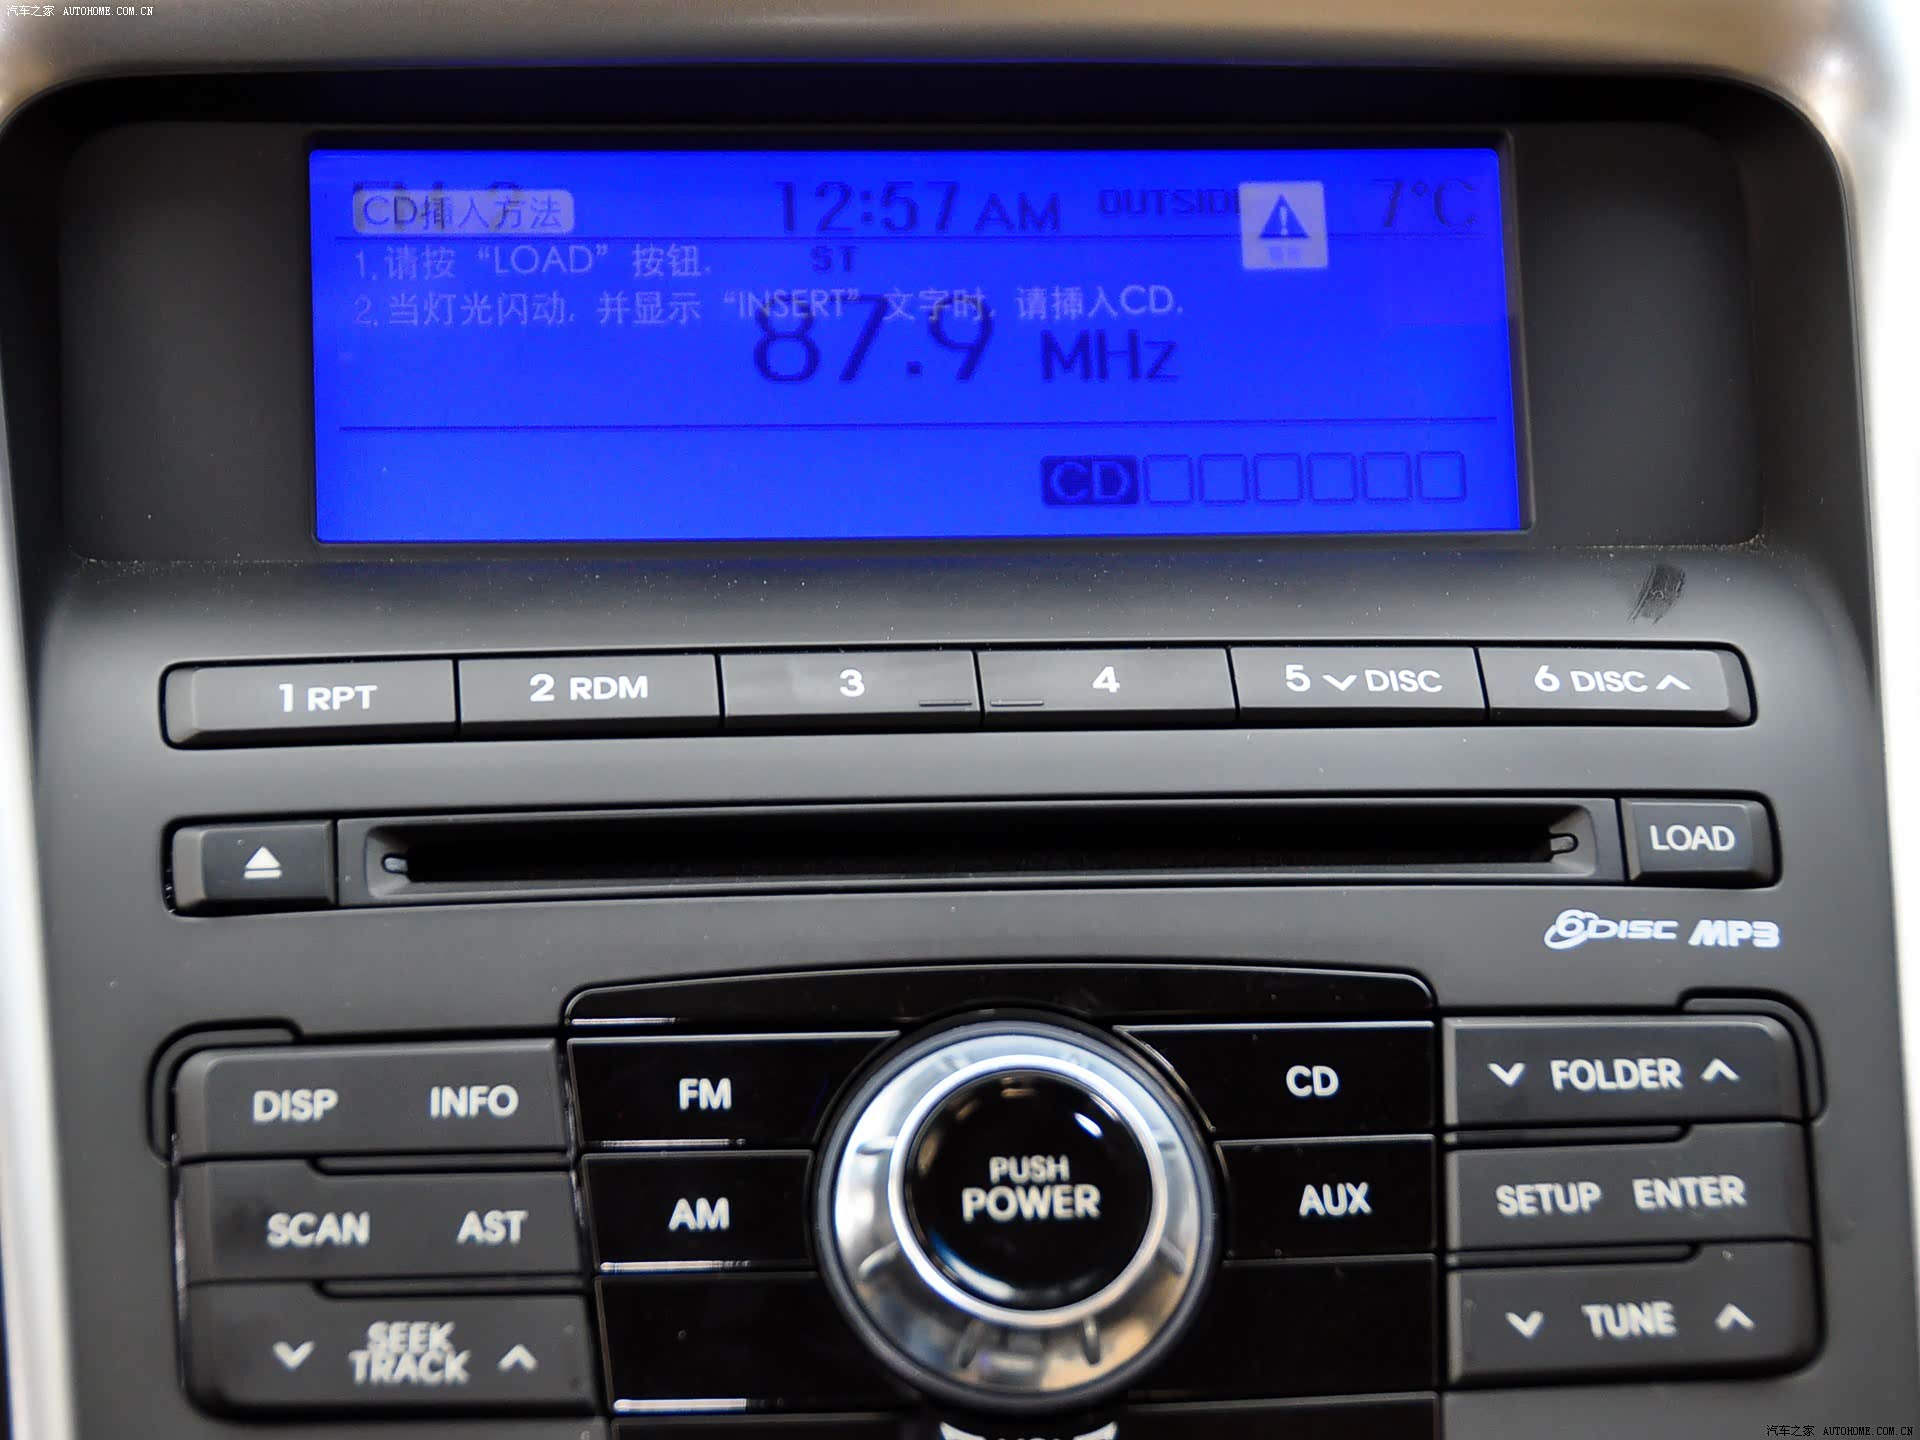 汽车之家 AUTOHOME.COM.CN
FM 2 12:57 AM OUTSIDE 7°C
CD插入方法
1.请按 “LOAD” 按钮.
ST
2.当灯光闪动, 并显示 “INSERT” 文字时, 请插入CD.
87.9 MHz
CD
1 RPT 2 RDM 3 4 5 DISC 6 DISC
LOAD
6DISC MP3
DISP INFO FM CD FOLDER
PUSH
POWER
SCAN AST AM AUX SETUP ENTER
SEEK
TRACK
TUNE
汽车之家 AUTOHOME.COM.CN